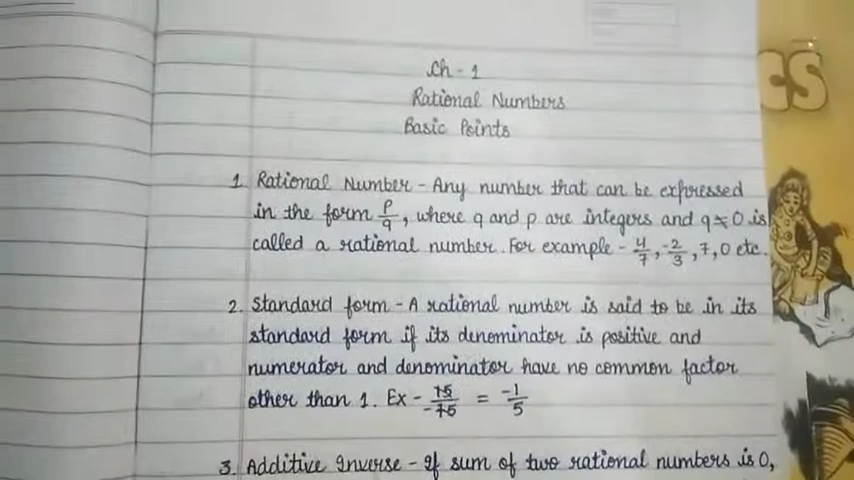 Ch - 1
Rational Numbers
Basic Points
1. Rational Number - Any number that can be expressed
in the form p/q, where q and p are integers and q ≠ 0 is
called a rational number. For example - 4/7, -2/3, 7, 0 etc.
2. Standard form - A rational number is said to be in its
standard form if its denominator is positive and
numerator and denominator have no common factor
other than 1. Ex - 15/-75 = -1/5
3. Additive Inverse - If sum of two rational numbers is 0,
CS